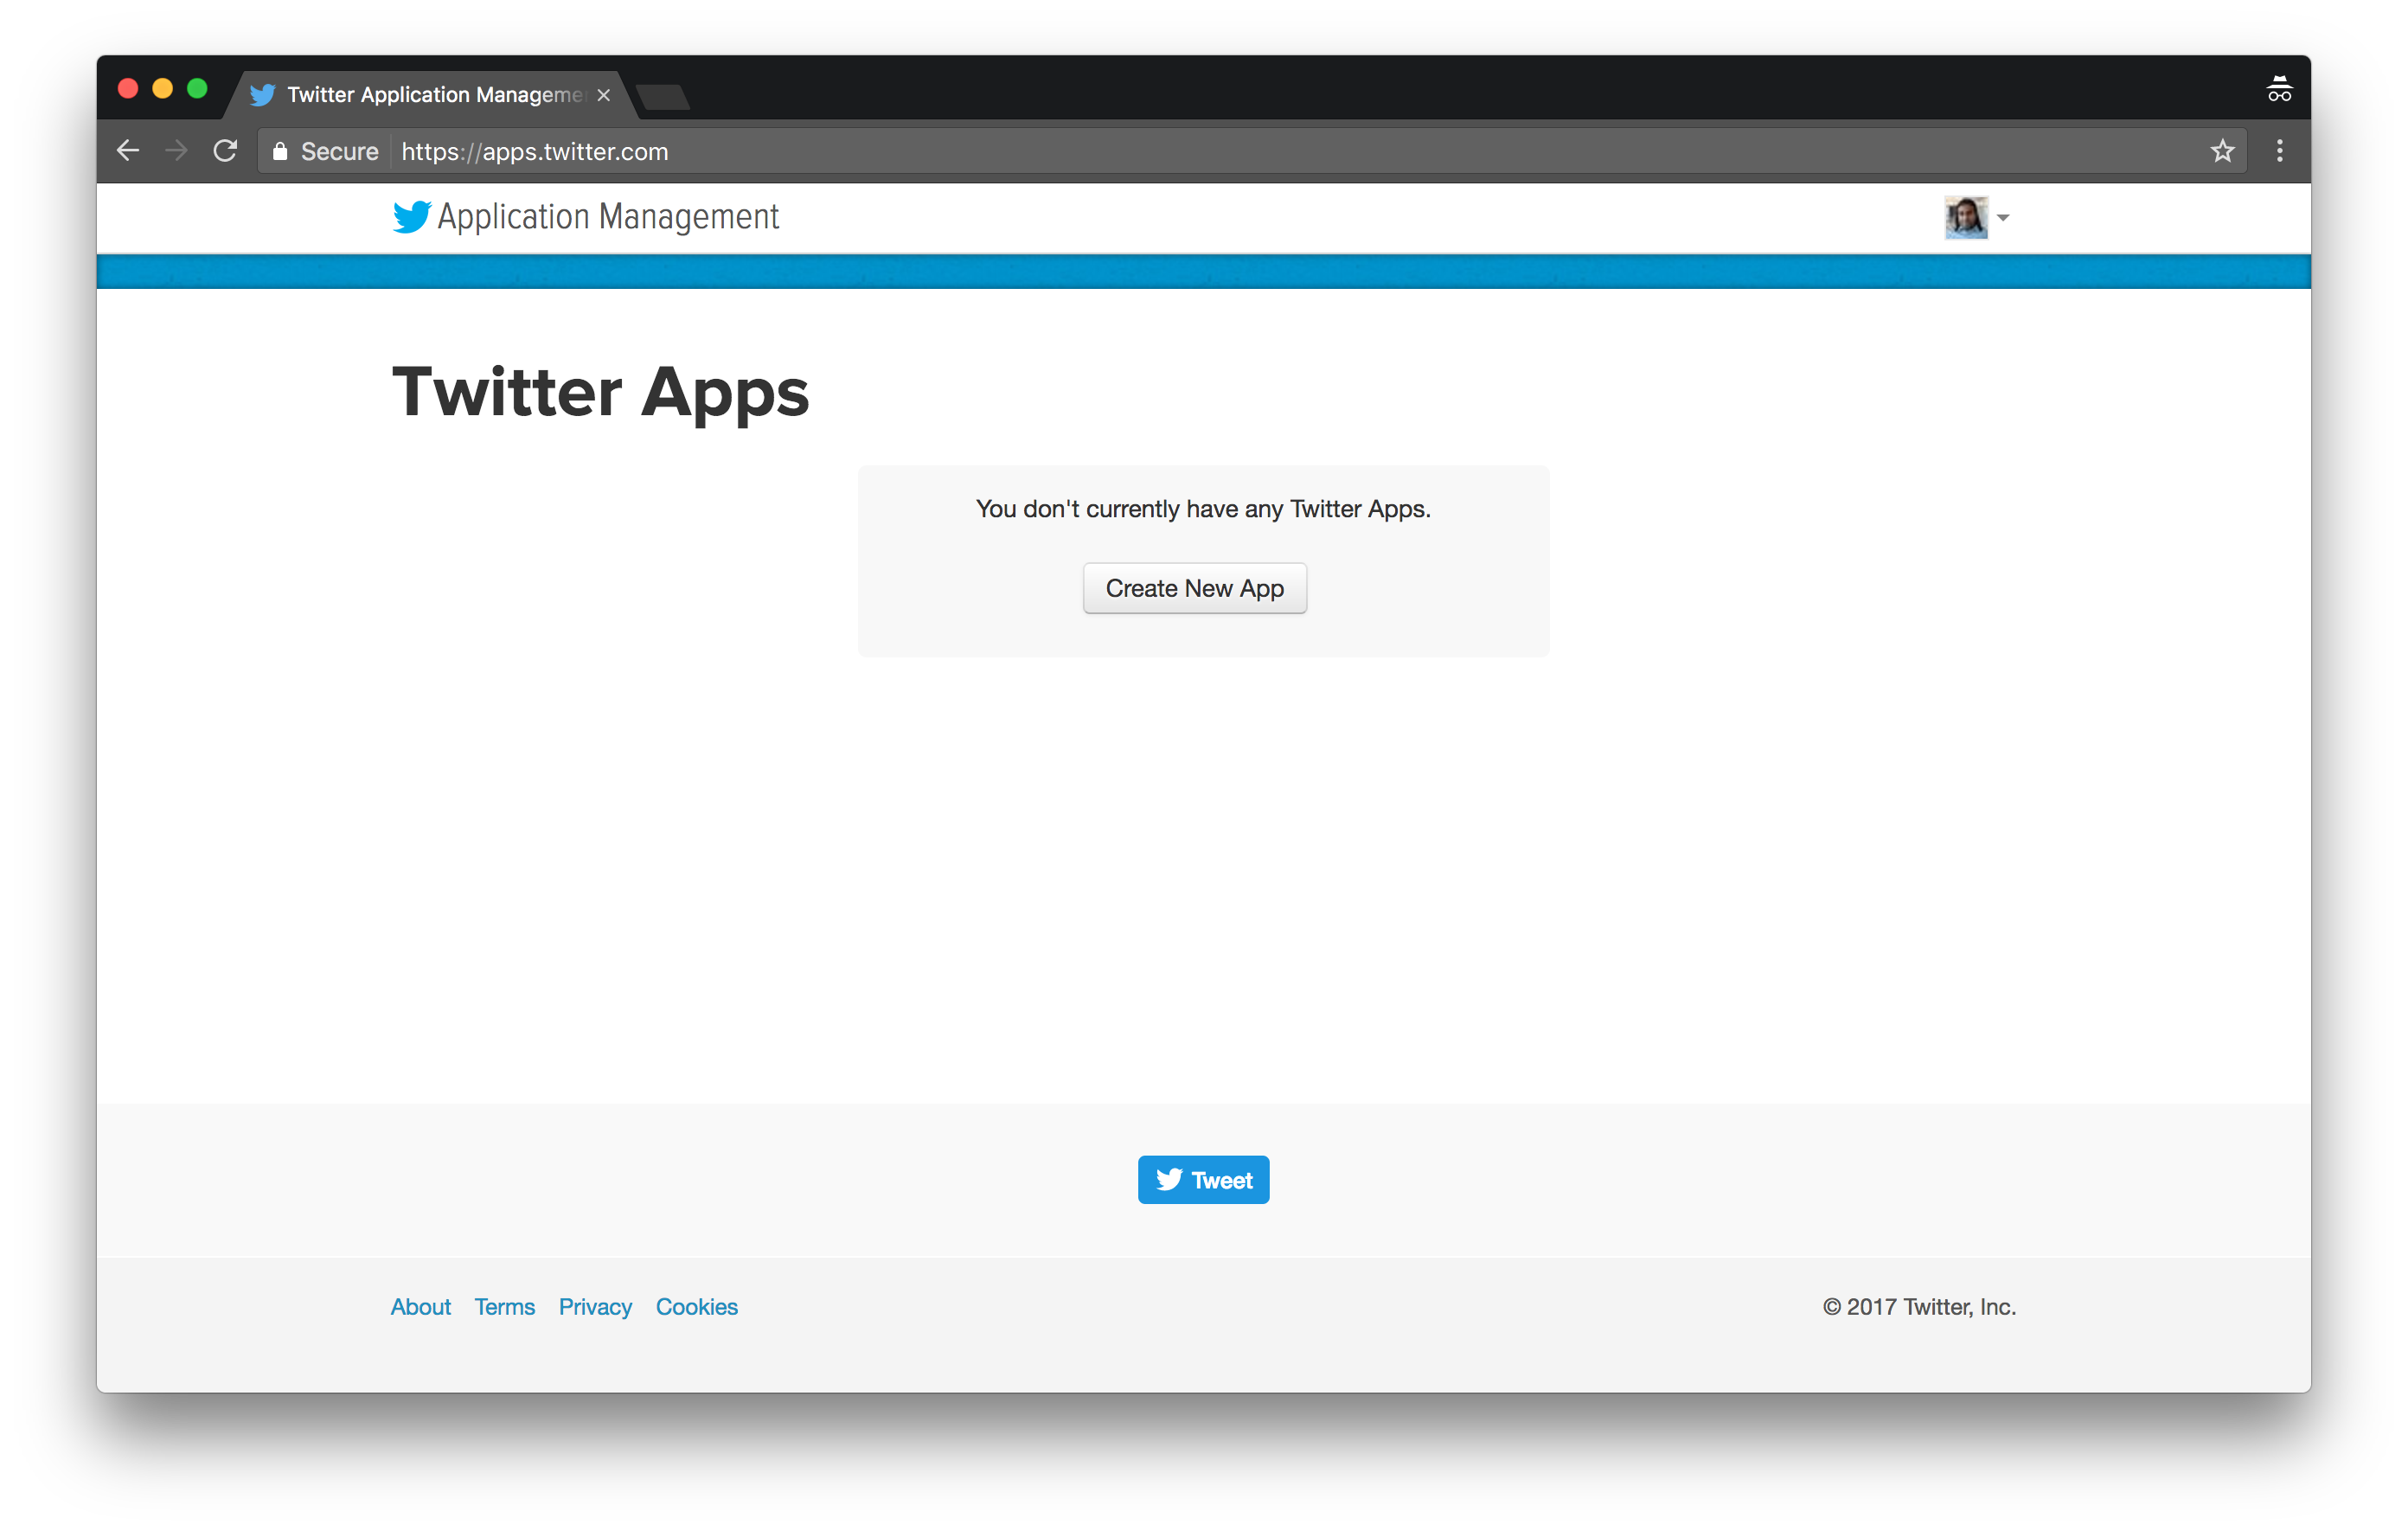 Twitter Application Manageme
Secure https://apps.twitter.com
Application Management
Twitter Apps
You don't currently have any Twitter Apps.
Create New App
Tweet
About Terms Privacy Cookies
© 2017 Twitter, Inc.